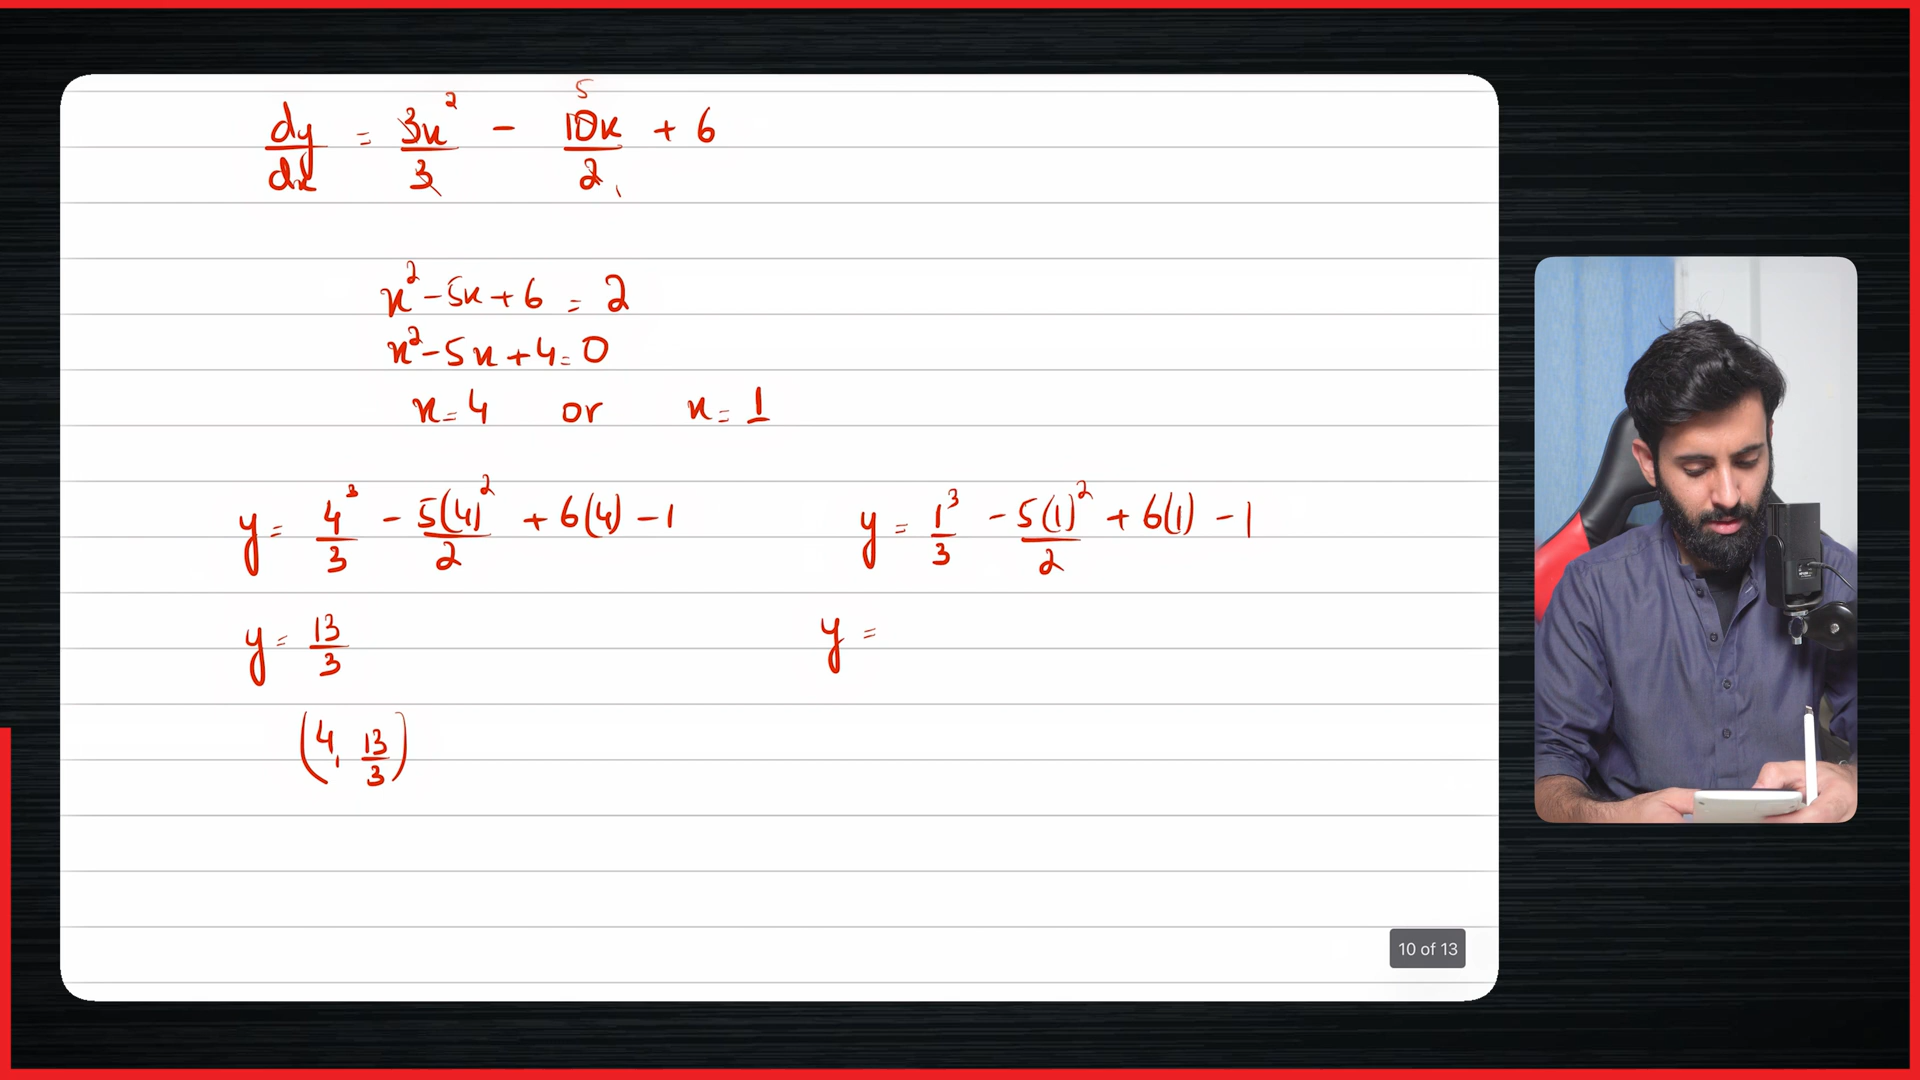 dy/dx = 3x²/3 - 10x/2 + 6
5
x² - 5x + 6 = 2
x² - 5x + 4 = 0
x = 4 or x = 1
y = 4³/3 - 5(4)²/2 + 6(4) - 1
y = 1³/3 - 5(1)²/2 + 6(1) - 1
y = 13/3
y =
(4, 13/3)
10 of 13